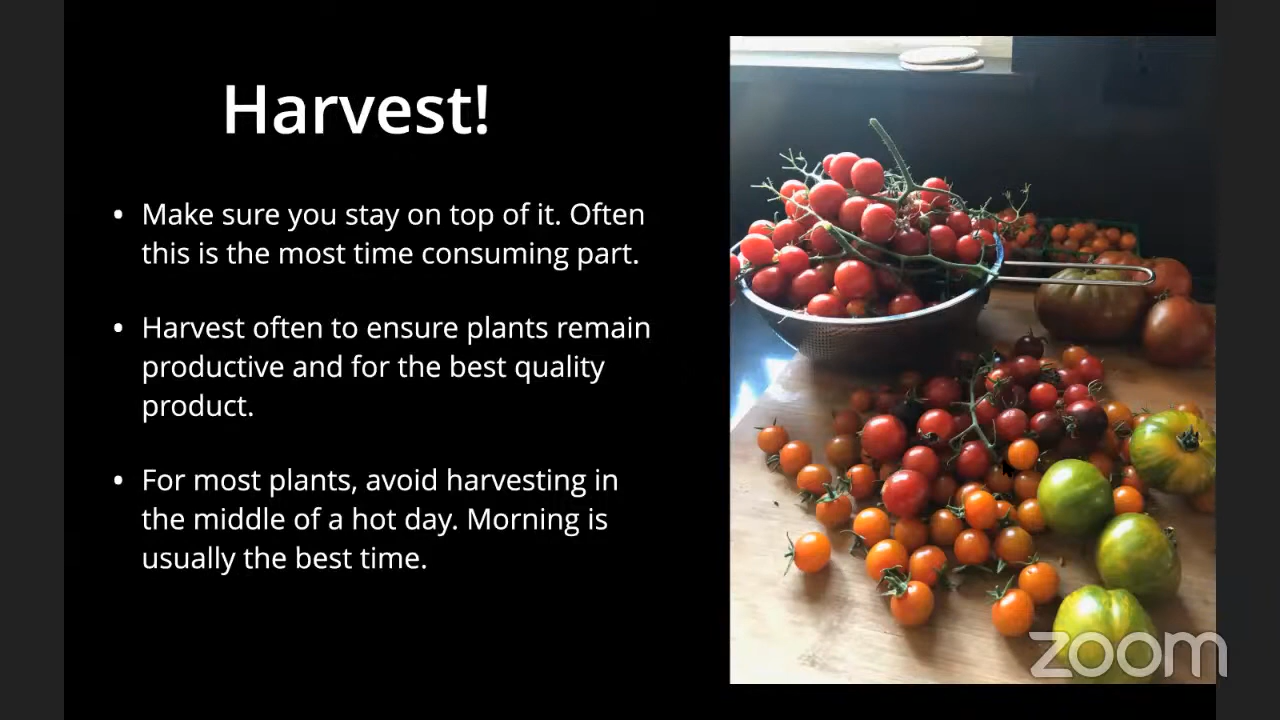 Harvest!
• Make sure you stay on top of it. Often
this is the most time consuming part.
• Harvest often to ensure plants remain
productive and for the best quality
product.
• For most plants, avoid harvesting in
the middle of a hot day. Morning is
usually the best time.
zoom